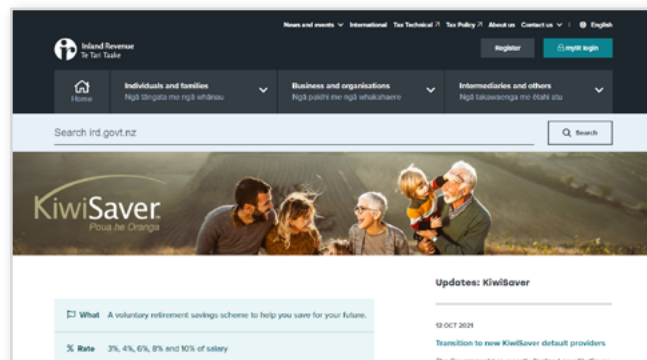 News and events International Tax Technical Tax Policy About us Contact us English
Inland Revenue
Te Tari Taake
Register
myIR login
Home
Individuals and families
Ngā tāngata me ngā whānau
Business and organisations
Ngā pakihi me ngā whakahaere
Intermediaries and others
Ngā takawaenga me ētahi atu
Search ird.govt.nz
Search
KiwiSaver
Poua he Oranga
Updates: KiwiSaver
What A voluntary retirement savings scheme to help you save for your future.
12 OCT 2021
% Rate 3%, 4%, 6%, 8% and 10% of salary
Transition to new KiwiSaver default providers